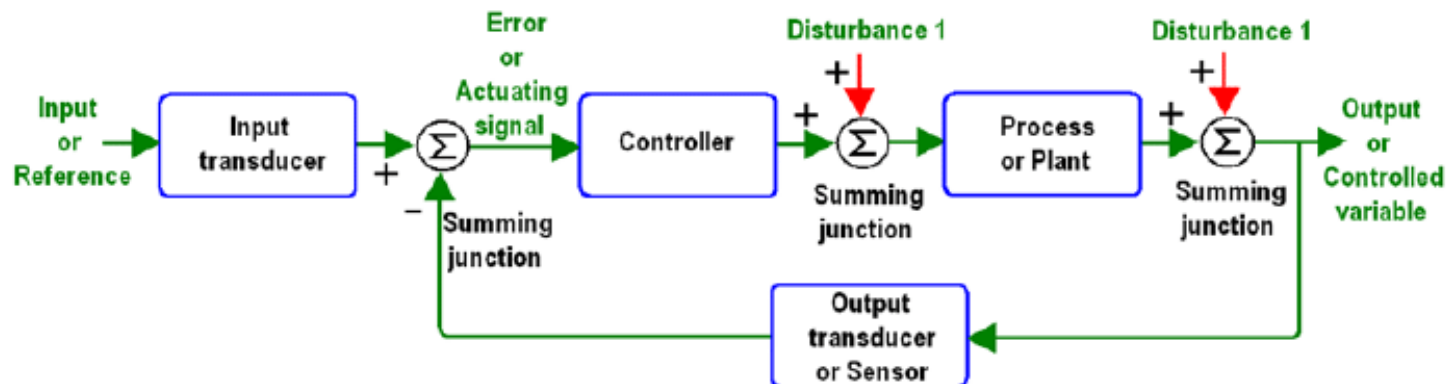 Input
or
Reference
Input
transducer
+
−
Σ
Summing
junction
Error
or
Actuating
signal
Controller
+
Disturbance 1
+
Σ
Summing
junction
Process
or Plant
+
Disturbance 1
+
Σ
Summing
junction
Output
or
Controlled
variable
Output
transducer
or Sensor